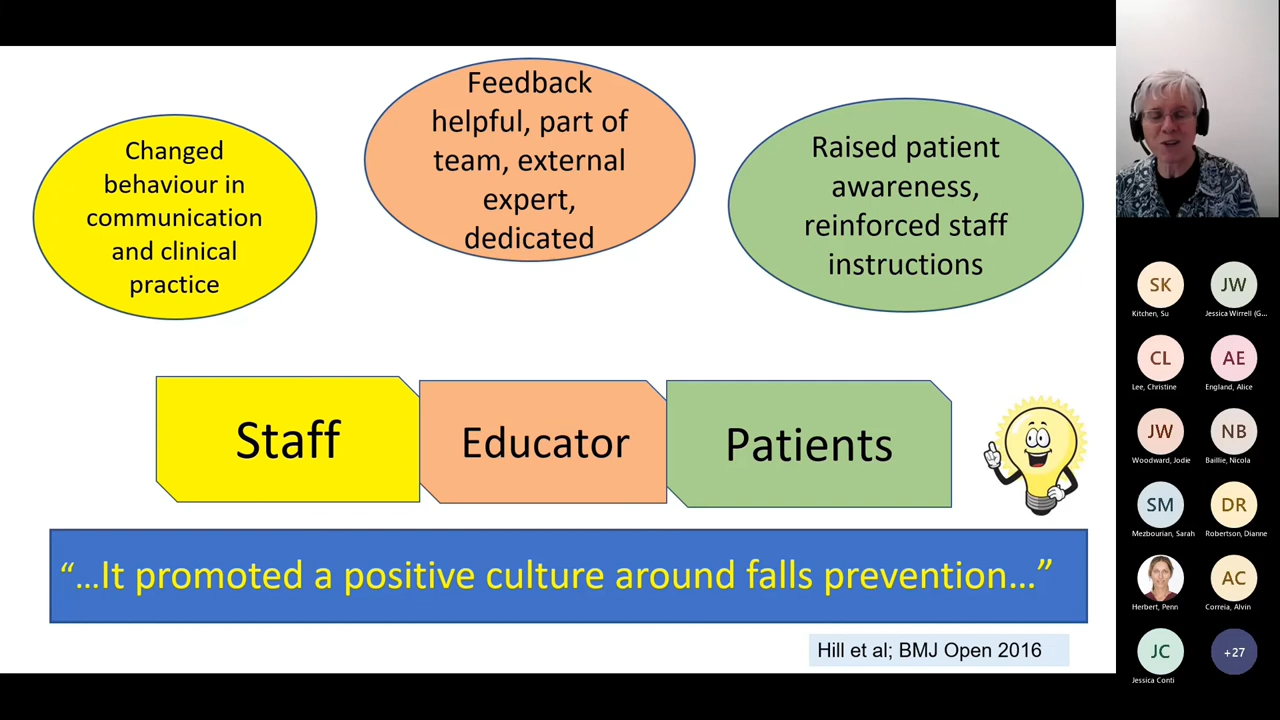 Changed
behaviour in
communication
and clinical
practice
Feedback
helpful, part of
team, external
expert,
dedicated
Raised patient
awareness,
reinforced staff
instructions
Staff
Educator
Patients
“...It promoted a positive culture around falls prevention...”
Hill et al; BMJ Open 2016
SK
Kitchen, Su
JW
Jessica Wirrell (G...
CL
Lee, Christine
AE
England, Alice
JW
Woodward, Jodie
NB
Baillie, Nicola
SM
Mezbourian, Sarah
DR
Robertson, Dianne
Herbert, Penn
AC
Correia, Alvin
JC
Jessica Conti
+27